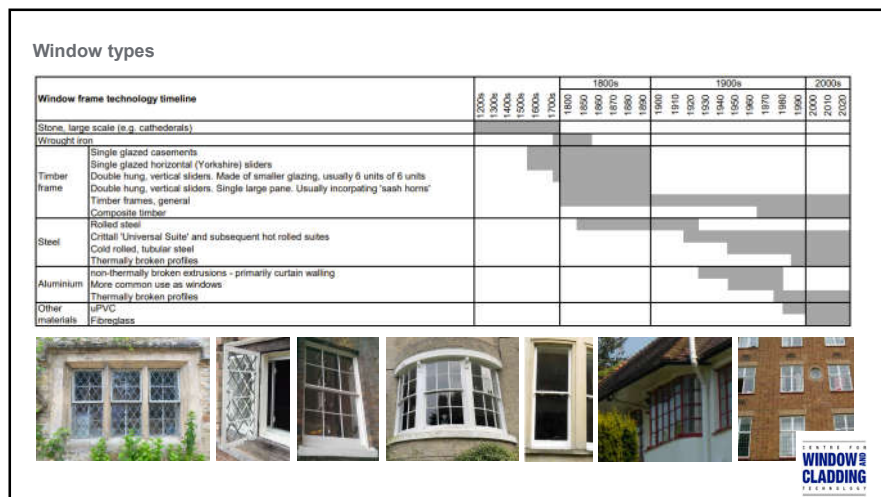 Window types
Window frame technology timeline
1800s 1900s 2000s
1200s 1300s 1400s 1500s 1600s 1700s 1800 1850 1860 1870 1880 1890 1900 1910 1920 1930 1940 1950 1960 1970 1980 1990 2000 2010 2020
Stone, large scale (e.g. cathederals)
Wrought iron
Timber frame
Single glazed casements
Single glazed horizontal (Yorkshire) sliders
Double hung, vertical sliders. Made of smaller glazing, usually 6 units of 6 units
Double hung, vertical sliders. Single large pane. Usually incorpating 'sash horns'
Timber frames, general
Composite timber
Steel
Rolled steel
Crittall 'Universal Suite' and subsequent hot rolled suites
Cold rolled, tubular steel
Thermally broken profiles
Aluminium
non-thermally broken extrusions - primarily curtain walling
More common use as windows
Thermally broken profiles
Other materials
uPVC
Fibreglass
CENTRE FOR
WINDOW AND
CLADDING
TECHNOLOGY